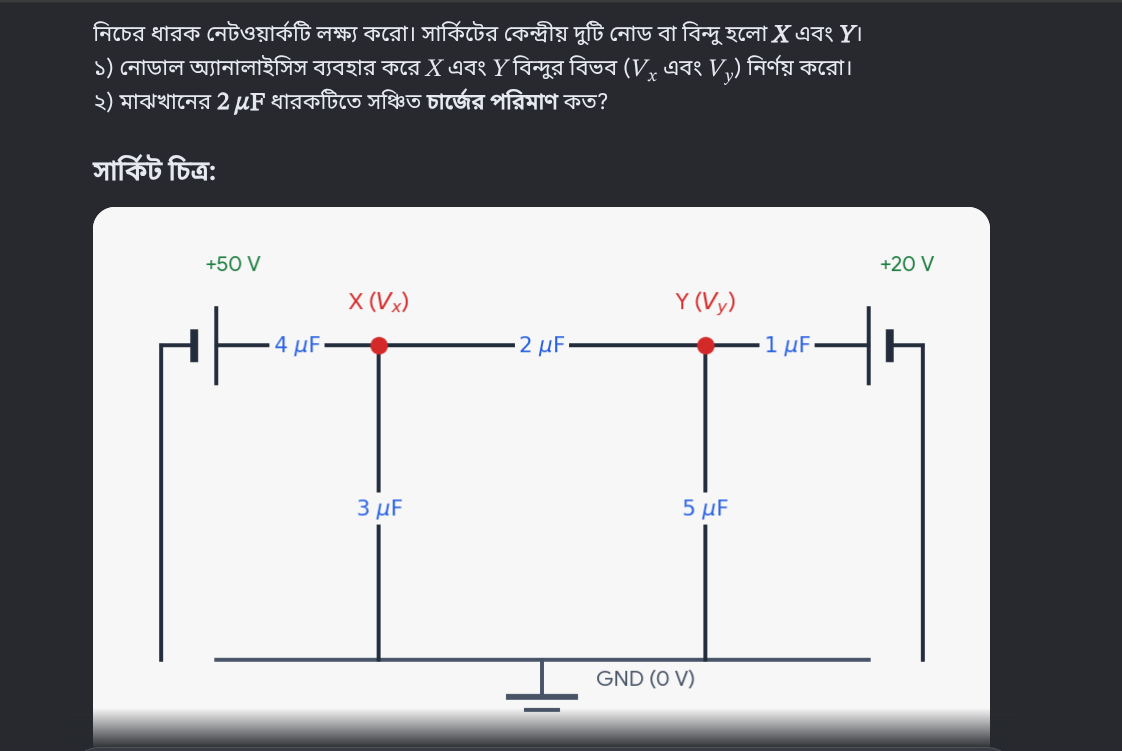 নিচের ধারক নেটওয়ার্কটি লক্ষ্য করো। সার্কিটের কেন্দ্রীয় দুটি নোড বা বিন্দু হলো X এবং Y।
১) নোডাল অ্যানালাইসিস ব্যবহার করে X এবং Y বিন্দুর বিভব (Vx এবং Vy) নির্ণয় করো।
২) মাঝখানের 2 μF ধারকটিতে সঞ্চিত চার্জের পরিমাণ কত?
সার্কিট চিত্র:
+50 V
+20 V
X (Vx)
Y (Vy)
4 μF
2 μF
1 μF
3 μF
5 μF
GND (0 V)